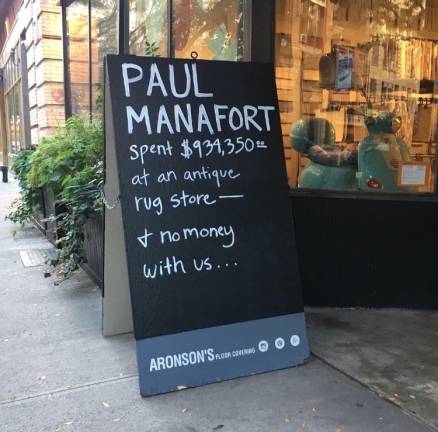 PAUL
MANAFORT
spent $934,350.00
at an antique
rug store—
+ no money
with us...
ARONSON'S FLOOR COVERING